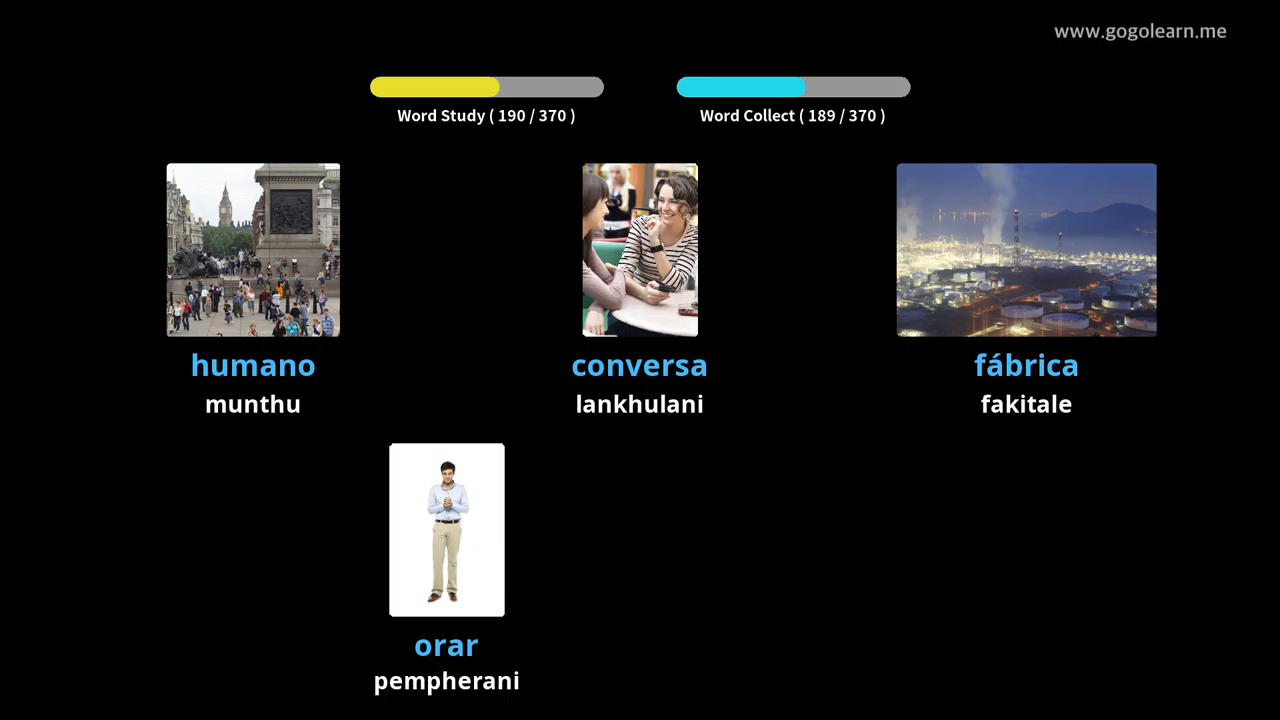 www.gogolearn.me
Word Study ( 190 / 370 )
Word Collect ( 189 / 370 )
humano
munthu
conversa
lankhulani
fábrica
fakitale
orar
pempherani